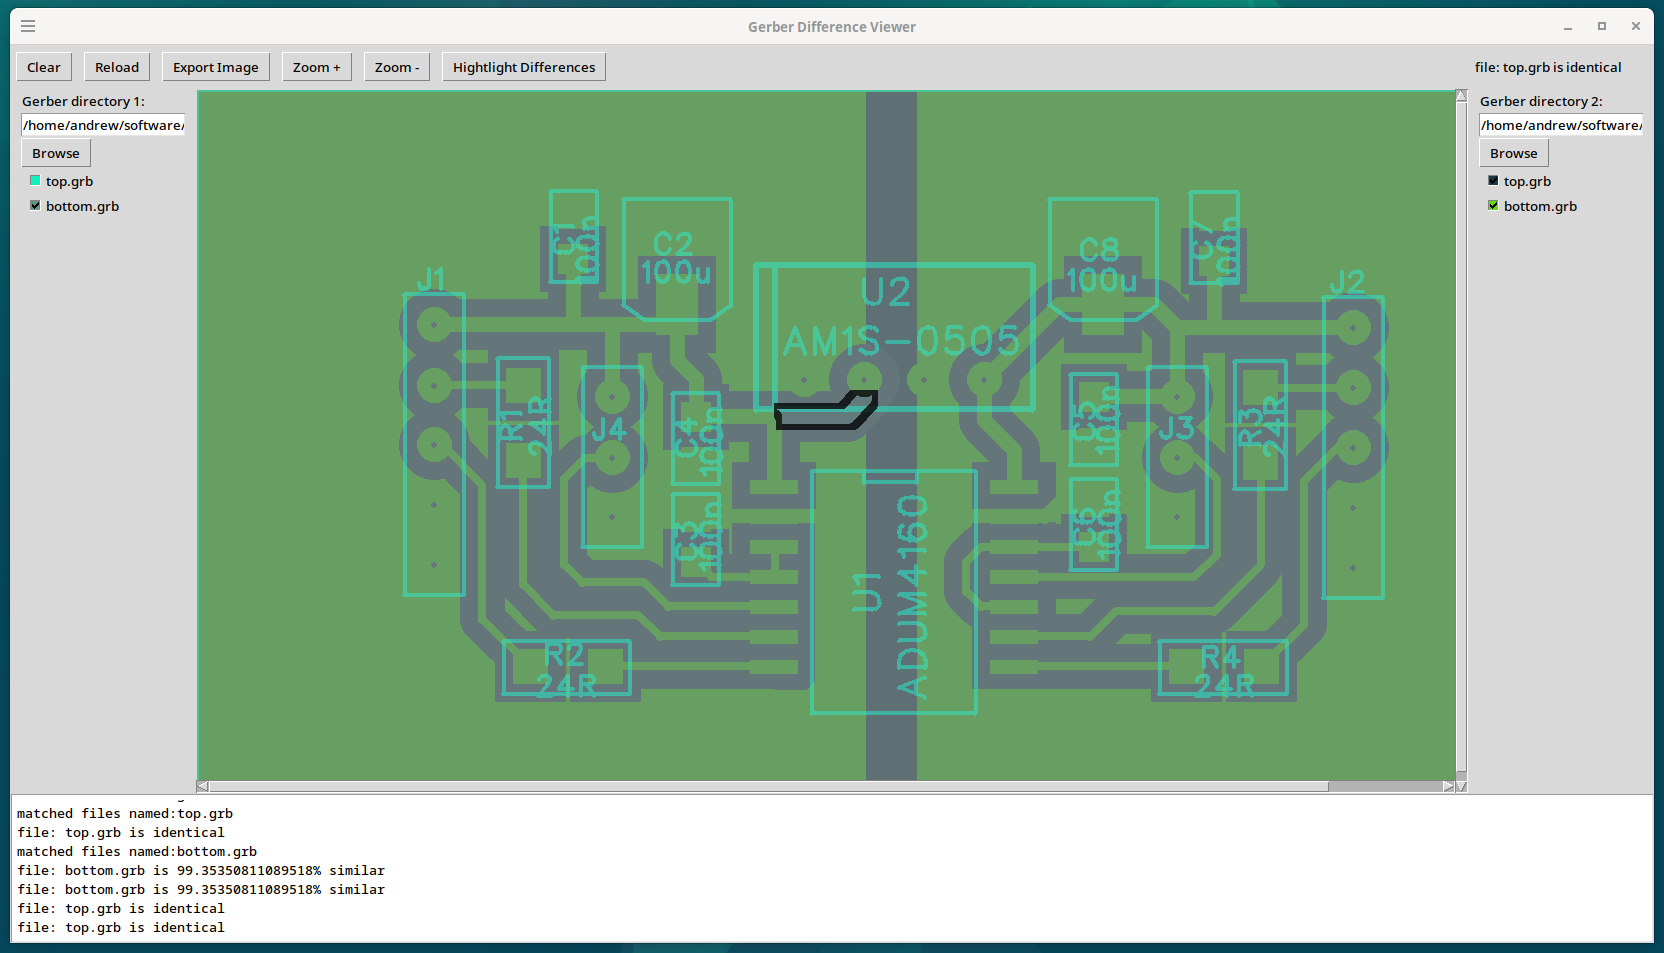 Gerber Difference Viewer
Clear Reload Export Image Zoom + Zoom - Hightlight Differences file: top.grb is identical
Gerber directory 1:
/home/andrew/software/
Browse
top.grb
bottom.grb
Gerber directory 2:
/home/andrew/software/
Browse
top.grb
bottom.grb
C1
100n
C2
100u
C8
100u
C7
100n
J1
J2
U2
AM1S-0505
R1
24R
J4
C4
100n
C5
100n
J3
R3
24R
C3
100n
C6
100n
U1
ADUM4160
R2
24R
R4
24R
matched files named:top.grb
file: top.grb is identical
matched files named:bottom.grb
file: bottom.grb is 99.35350811089518% similar
file: bottom.grb is 99.35350811089518% similar
file: top.grb is identical
file: top.grb is identical